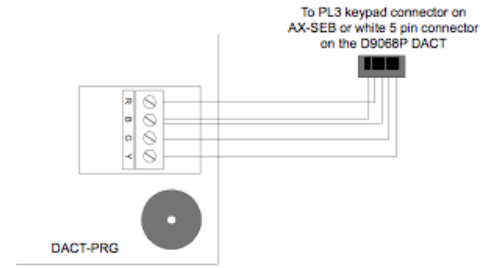 To PL3 keypad connector on
AX-SEB or white 5 pin connector
on the D9068P DACT
R
B
G
Y
DACT-PRG